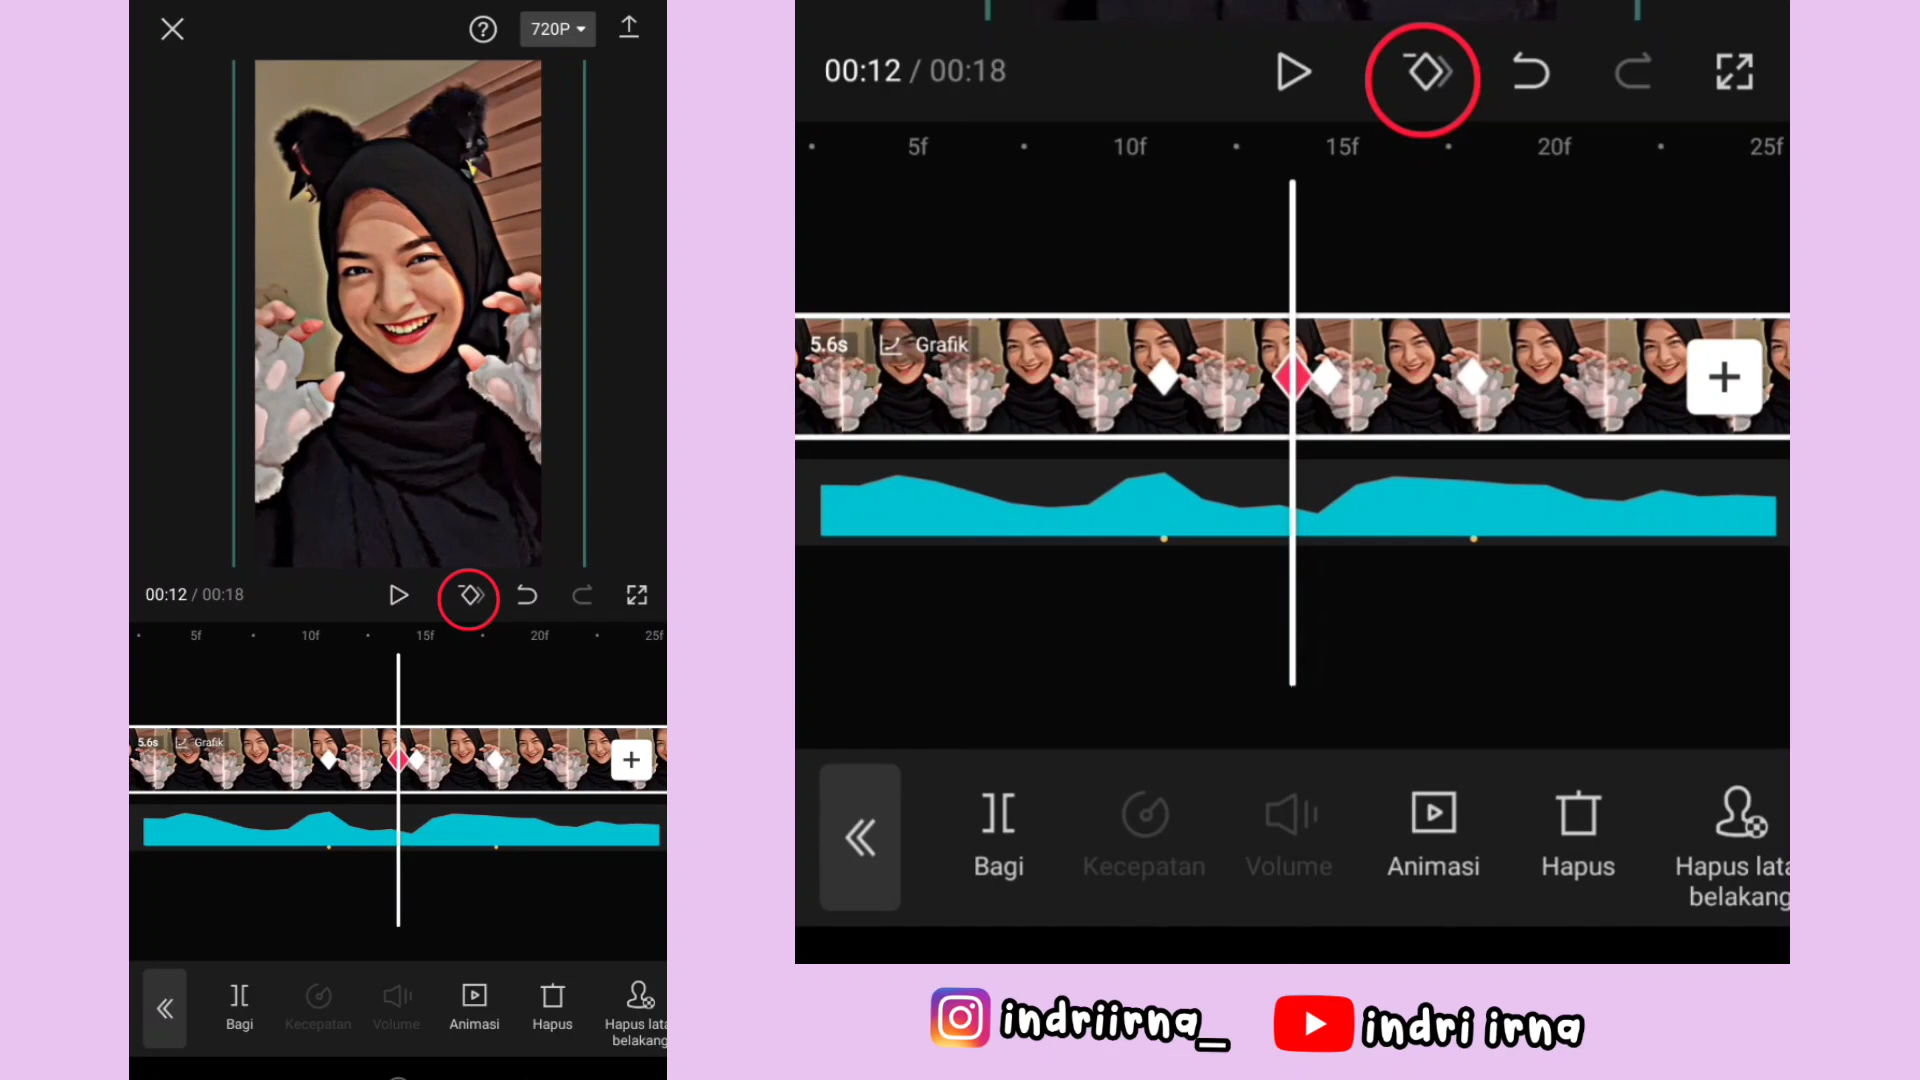 720P
00:12 / 00:18
5f 10f 15f 20f 25f
5.6s Grafik
Bagi Kecepatan Volume Animasi Hapus Hapus lata
belakang
00:12 / 00:18
5f 10f 15f 20f 25f
5.6s Grafik
Bagi Kecepatan Volume Animasi Hapus Hapus lata
belakang
indriirna_ indri irna